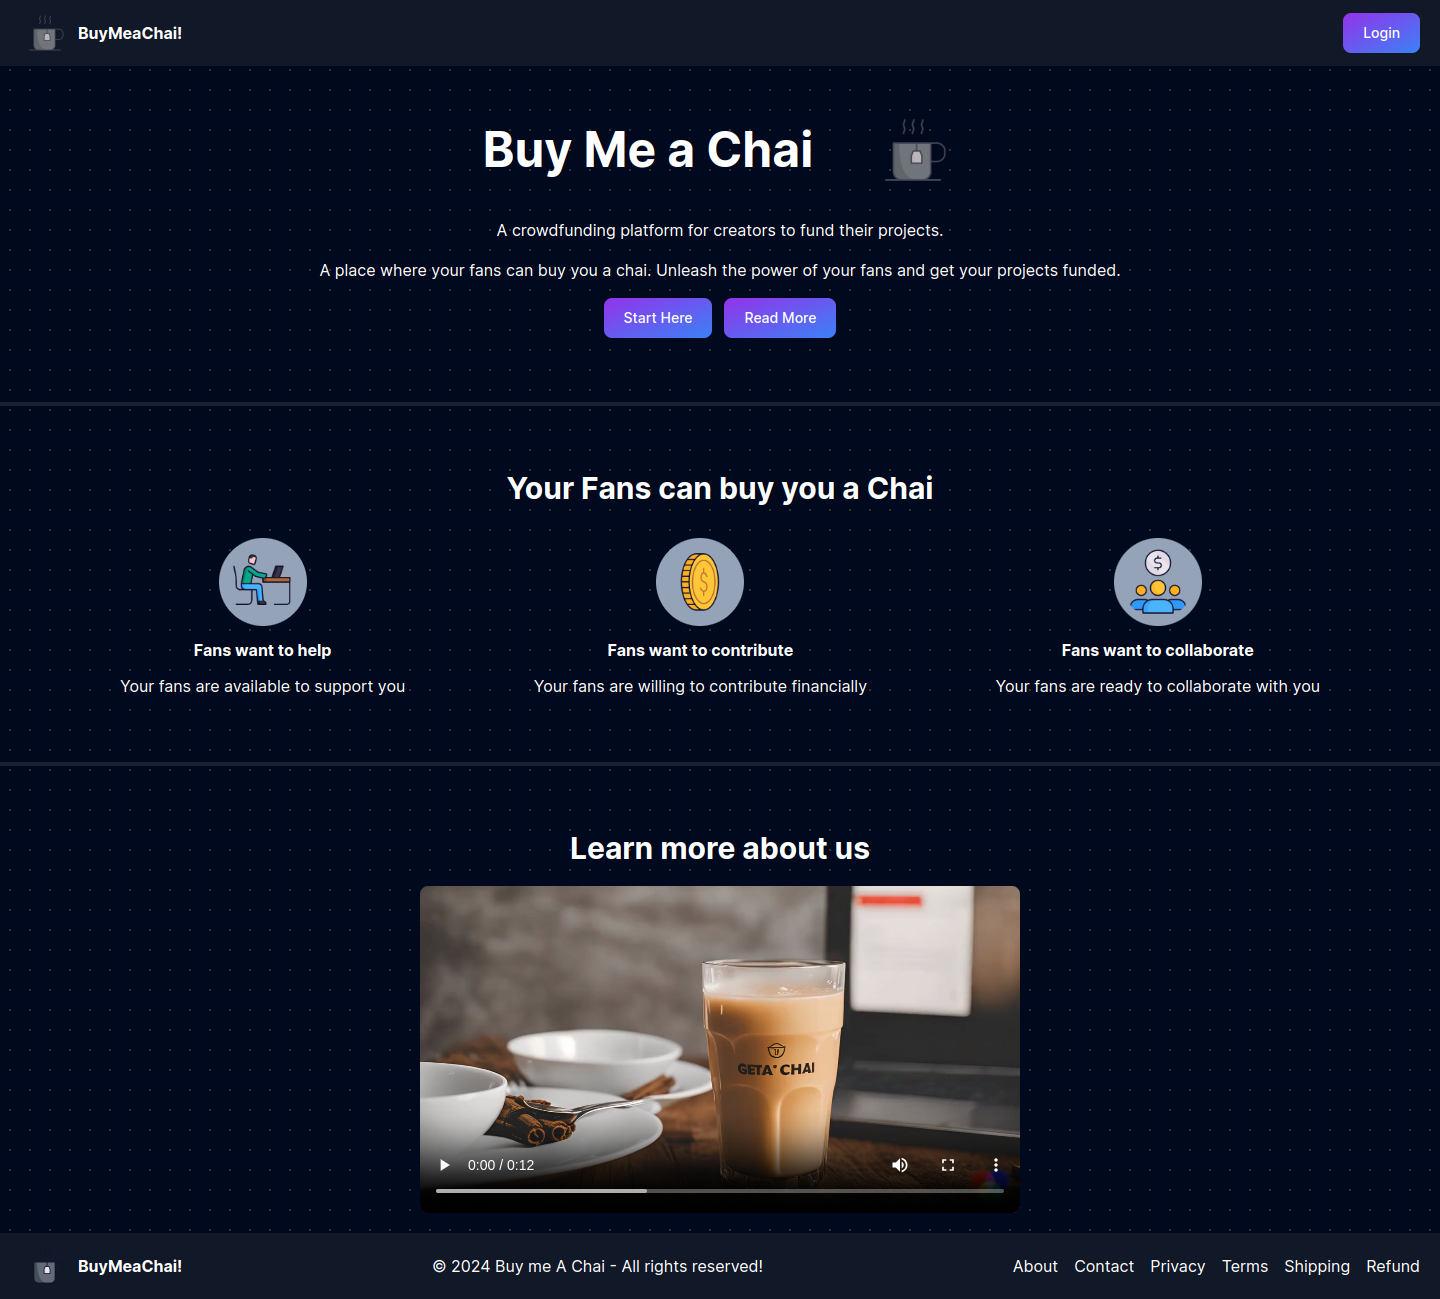 BuyMeaChai!
Login
Buy Me a Chai
A crowdfunding platform for creators to fund their projects.
A place where your fans can buy you a chai. Unleash the power of your fans and get your projects funded.
Start Here
Read More
Your Fans can buy you a Chai
Fans want to help
Your fans are available to support you
Fans want to contribute
Your fans are willing to contribute financially
Fans want to collaborate
Your fans are ready to collaborate with you
Learn more about us
GETA* CHAI
0:00 / 0:12
BuyMeaChai!
© 2024 Buy me A Chai - All rights reserved!
About Contact Privacy Terms Shipping Refund